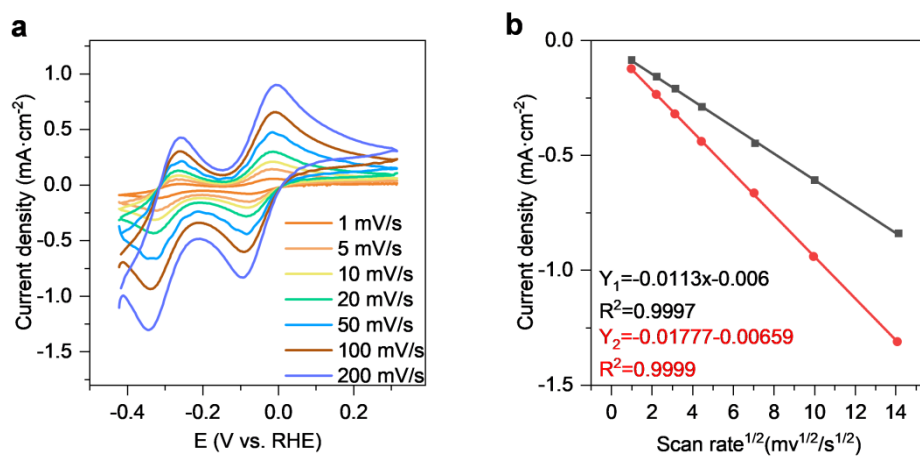 a
Current density (mA·cm⁻²)
1.0
0.5
0.0
-0.5
-1.0
-1.5
-0.4
-0.2
0.0
0.2
E (V vs. RHE)
1 mV/s
5 mV/s
10 mV/s
20 mV/s
50 mV/s
100 mV/s
200 mV/s
b
Current density (mA·cm⁻²)
0.0
-0.5
-1.0
-1.5
0
2
4
6
8
10
12
14
Scan rate¹ᐟ²(mv¹ᐟ²/s¹ᐟ²)
Y₁=-0.0113x-0.006
R²=0.9997
Y₂=-0.01777-0.00659
R²=0.9999